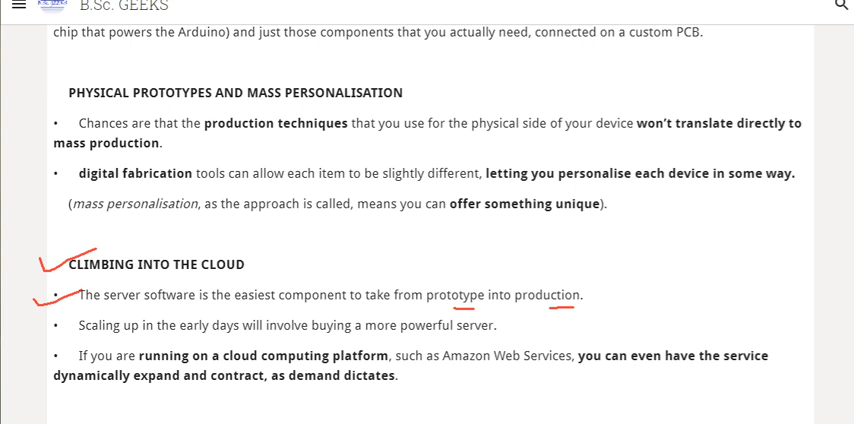 B.Sc. GEEKS
chip that powers the Arduino) and just those components that you actually need, connected on a custom PCB.
PHYSICAL PROTOTYPES AND MASS PERSONALISATION
• Chances are that the production techniques that you use for the physical side of your device won't translate directly to
mass production.
• digital fabrication tools can allow each item to be slightly different, letting you personalise each device in some way.
(mass personalisation, as the approach is called, means you can offer something unique).
CLIMBING INTO THE CLOUD
• The server software is the easiest component to take from prototype into production.
• Scaling up in the early days will involve buying a more powerful server.
• If you are running on a cloud computing platform, such as Amazon Web Services, you can even have the service
dynamically expand and contract, as demand dictates.